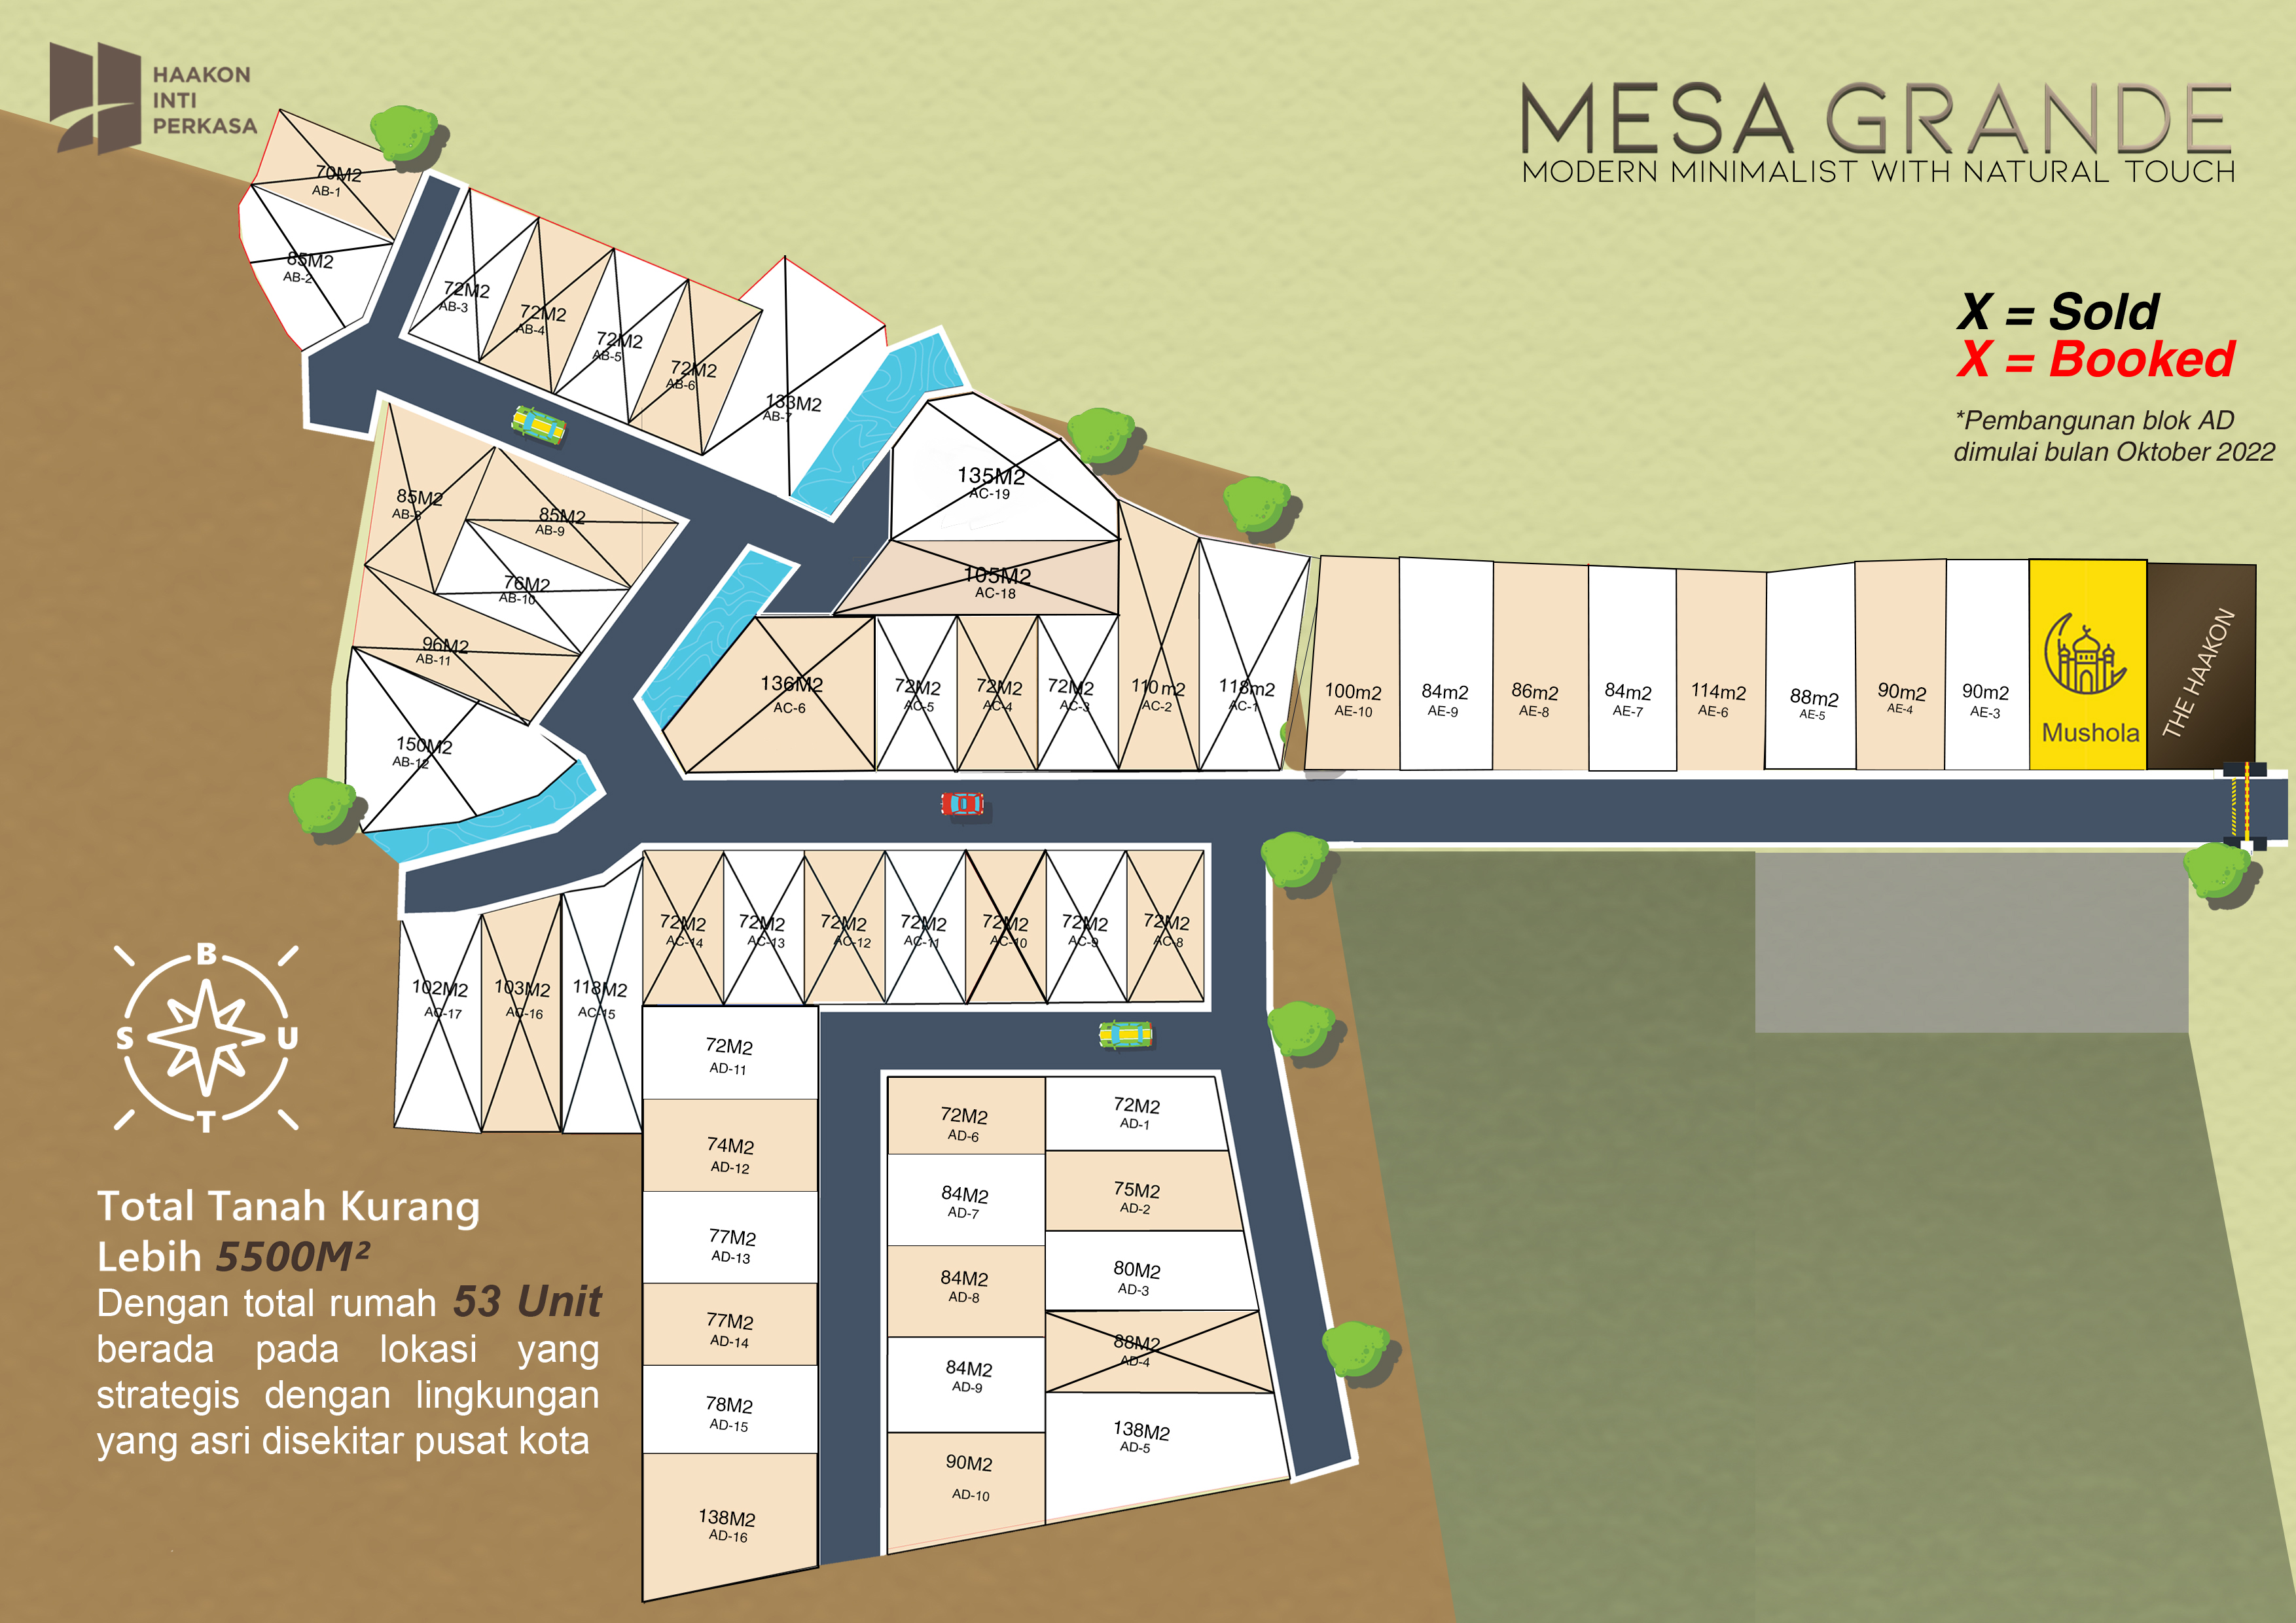 HAAKON
INTI
PERKASA
MESA GRANDE
MODERN MINIMALIST WITH NATURAL TOUCH
X = Sold
X = Booked
*Pembangunan blok AD
dimulai bulan Oktober 2022
70M2
AB-1
85M2
AB-2
72M2
AB-3
72M2
AB-4
72M2
AB-5
72M2
AB-6
133M2
AB-7
85M2
AB-8
85M2
AB-9
76M2
AB-10
96M2
AB-11
150M2
AB-12
135M2
AC-19
105M2
AC-18
136M2
AC-6
72M2
AC-5
72M2
AC-4
72M2
AC-3
110 m2
AC-2
118m2
AC-1
100m2
AE-10
84m2
AE-9
86m2
AE-8
84m2
AE-7
114m2
AE-6
88m2
AE-5
90m2
AE-4
90m2
AE-3
Mushola
THE HAAKON
102M2
AC-17
103M2
AC-16
118M2
AC-15
72M2
AC-14
72M2
AC-13
72M2
AC-12
72M2
AC-11
72M2
AC-10
72M2
AC-9
72M2
AC-8
72M2
AD-11
74M2
AD-12
77M2
AD-13
77M2
AD-14
78M2
AD-15
138M2
AD-16
72M2
AD-6
84M2
AD-7
84M2
AD-8
84M2
AD-9
90M2
AD-10
72M2
AD-1
75M2
AD-2
80M2
AD-3
88M2
AD-4
138M2
AD-5
B
S
U
T
Total Tanah Kurang
Lebih 5500M²
Dengan total rumah 53 Unit
berada pada lokasi yang
strategis dengan lingkungan
yang asri disekitar pusat kota